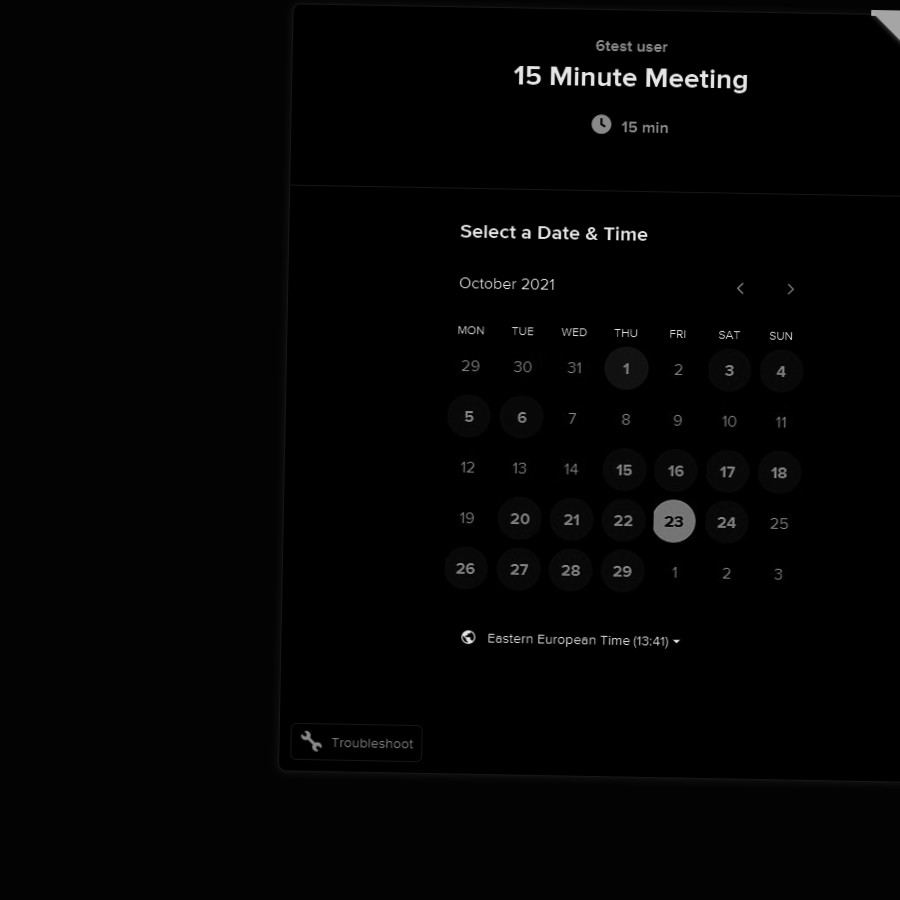 6test user
15 Minute Meeting
15 min
Select a Date & Time
October 2021
MON TUE WED THU FRI SAT SUN
29 30 31 1 2 3 4
5 6 7 8 9 10 11
12 13 14 15 16 17 18
19 20 21 22 23 24 25
26 27 28 29 1 2 3
Eastern European Time (13:41)
Troubleshoot